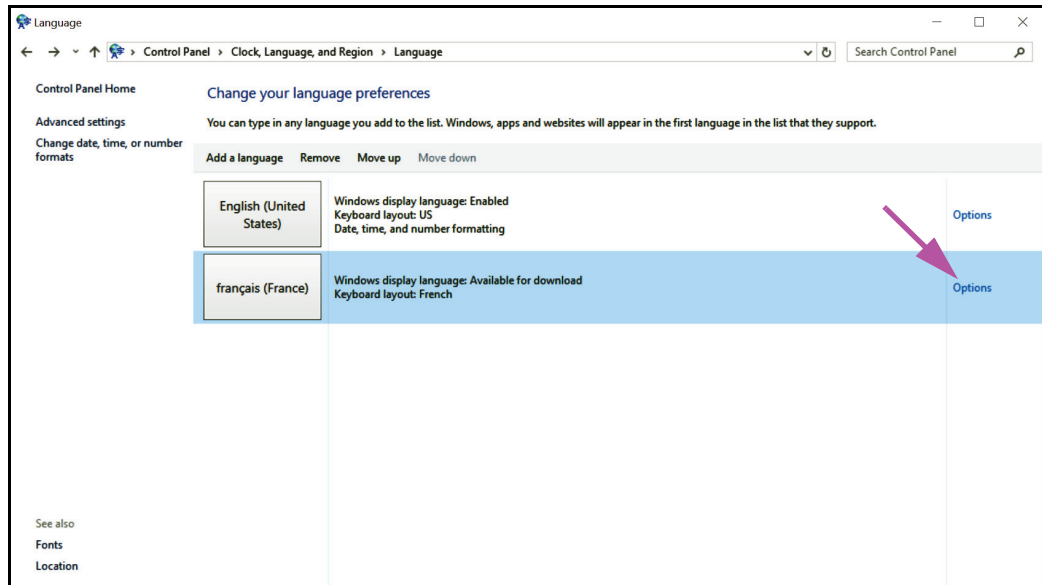 Language
Control Panel › Clock, Language, and Region › Language
Search Control Panel
Control Panel Home
Advanced settings
Change date, time, or number
formats
Change your language preferences
You can type in any language you add to the list. Windows, apps and websites will appear in the first language in the list that they support.
Add a language Remove Move up Move down
English (United
States)
Windows display language: Enabled
Keyboard layout: US
Date, time, and number formatting
Options
français (France)
Windows display language: Available for download
Keyboard layout: French
Options
See also
Fonts
Location